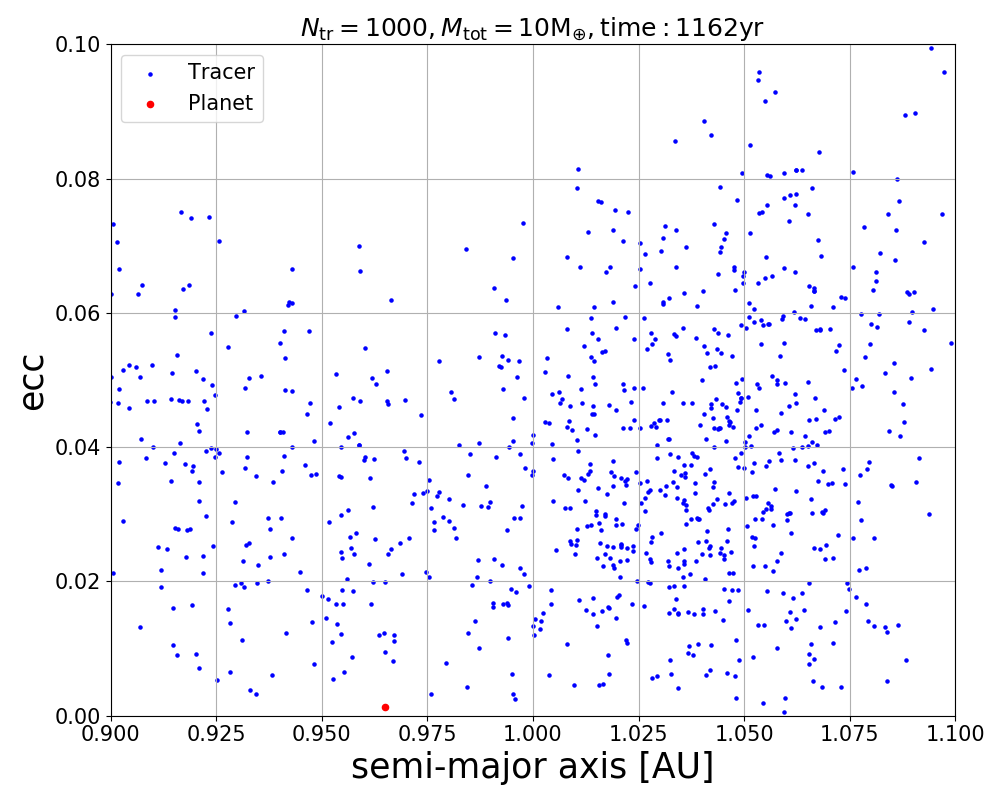 N_tr = 1000, M_tot = 10M_⊕, time : 1162yr
Tracer
Planet
ecc
0.10
0.08
0.06
0.04
0.02
0.00
0.900 0.925 0.950 0.975 1.000 1.025 1.050 1.075 1.100
semi-major axis [AU]